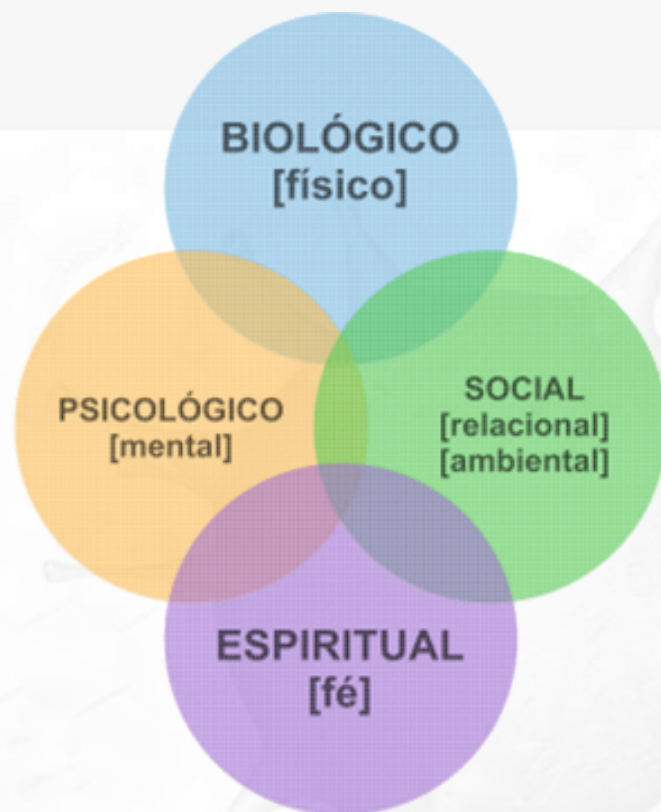 BIOLÓGICO
[físico]
PSICOLÓGICO
[mental]
SOCIAL
[relacional]
[ambiental]
ESPIRITUAL
[fé]